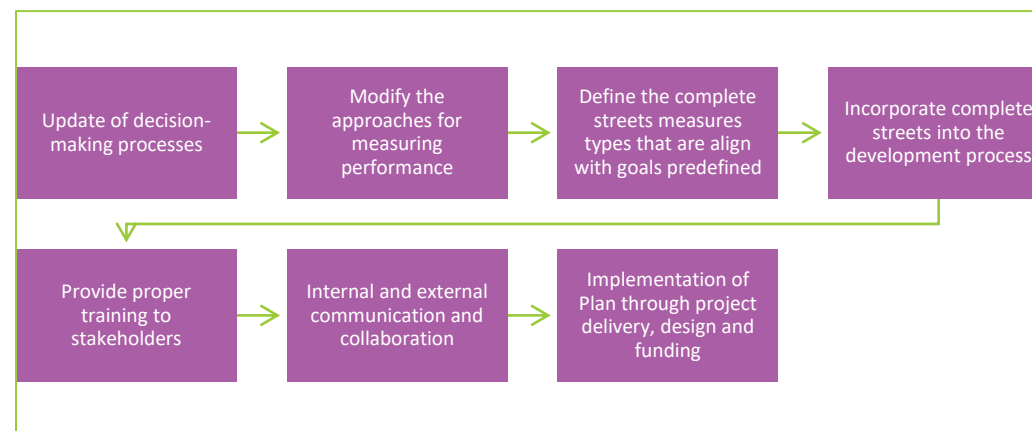 Update of decision-
making processes
Modify the
approaches for
measuring
performance
Define the complete
streets measures
types that are align
with goals predefined
Incorporate complete
streets into the
development process
Provide proper
training to
stakeholders
Internal and external
communication and
collaboration
Implementation of
Plan through project
delivery, design and
funding